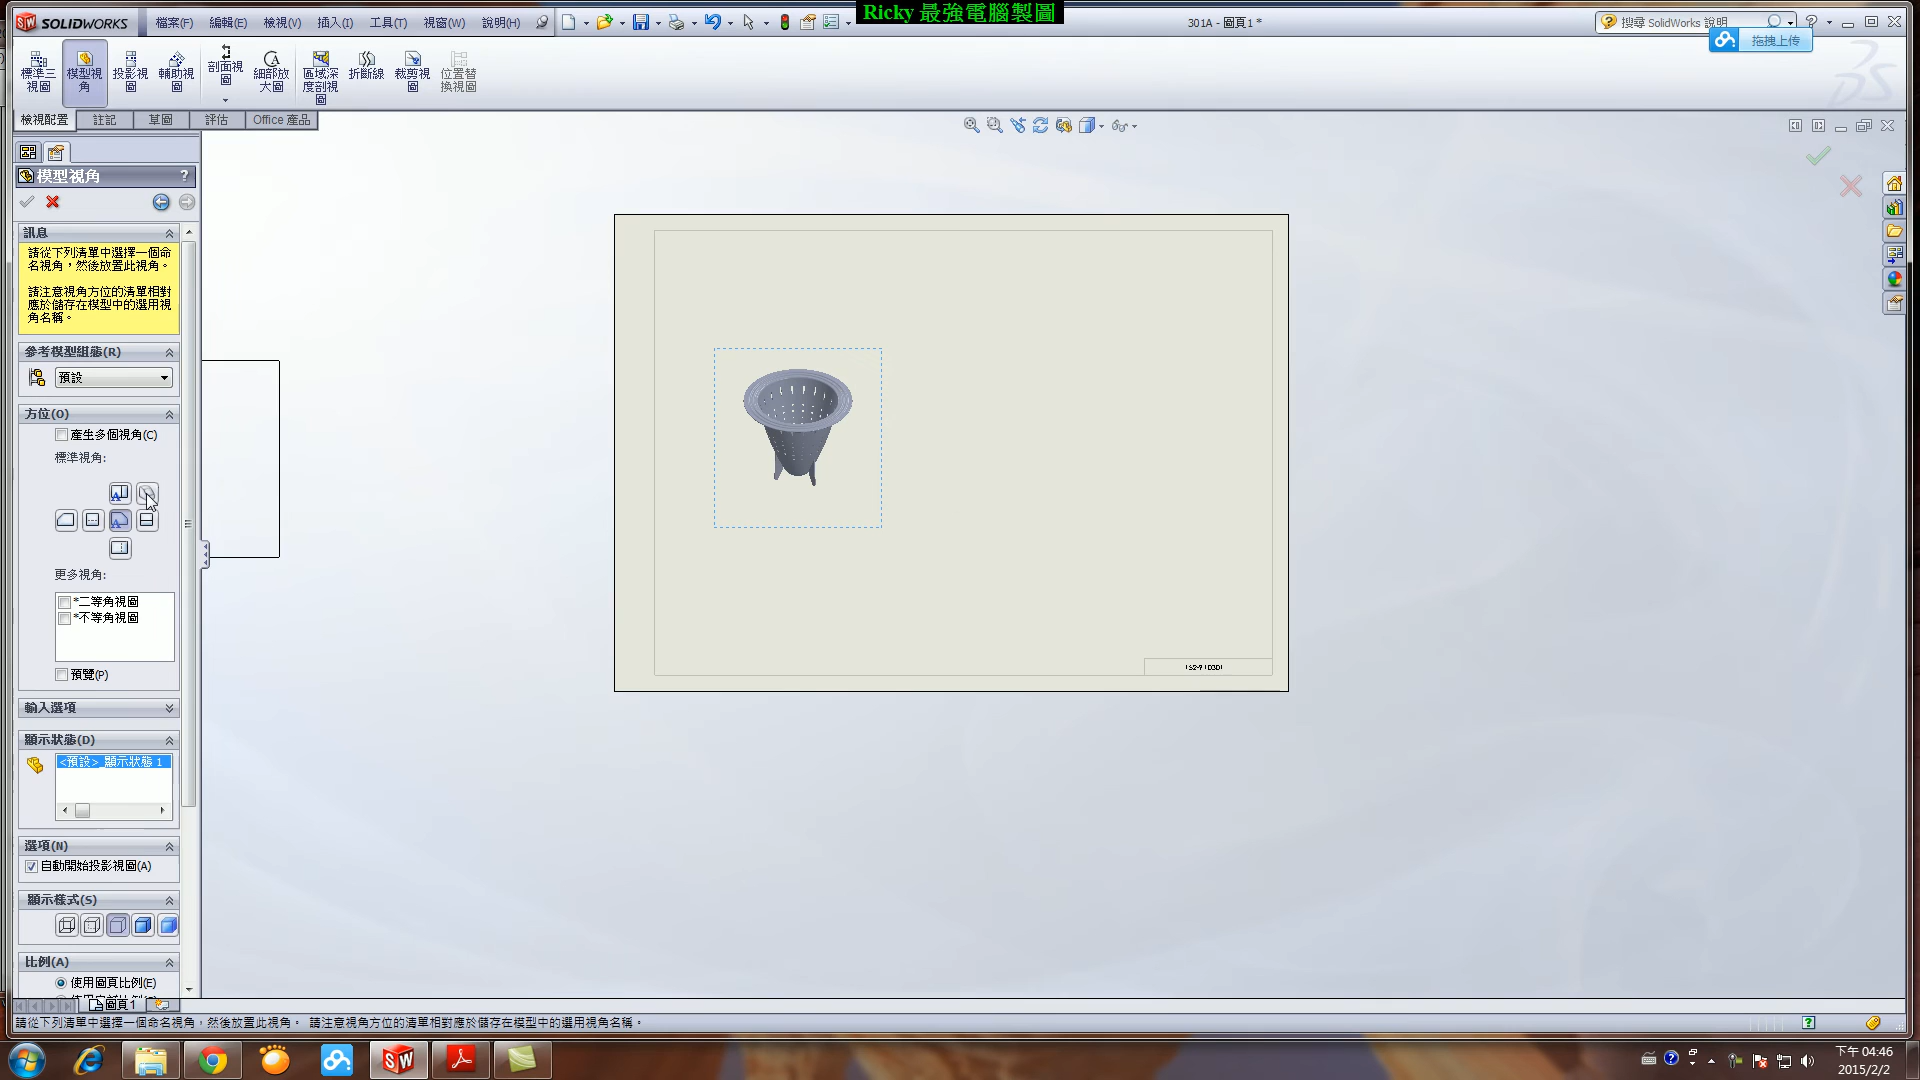 Ricky 最強電腦製圖
SOLIDWORKS
檔案(F) 編輯(E) 檢視(V) 插入(I) 工具(T) 視窗(W) 說明(H)
301A - 圖頁1 *
搜尋 SolidWorks 說明
拖拽上传
標準三視圖
模型視角
投影視圖
輔助視圖
剖面視圖
細部放大圖
區域深度剖視圖
折斷線
裁剪視圖
位置替換視圖
檢視配置 註記 草圖 評估 Office 產品
模型視角 ?
訊息
請從下列清單中選擇一個命
名視角，然後放置此視角。
請注意視角方位的清單相對
應於儲存在模型中的選用視
角名稱。
參考模型組態(R)
預設
方位(O)
產生多個視角(C)
標準視角:
更多視角:
*二等角視圖
*不等角視圖
預覽(P)
輸入選項
顯示狀態(D)
<預設>_顯示狀態 1
選項(N)
自動開始投影視圖(A)
顯示樣式(S)
比例(A)
使用圖頁比例(E)
圖頁1
請從下列清單中選擇一個命名視角，然後放置此視角。 請注意視角方位的清單相對應於儲存在模型中的選用視角名稱。
下午 04:46
2015/2/2